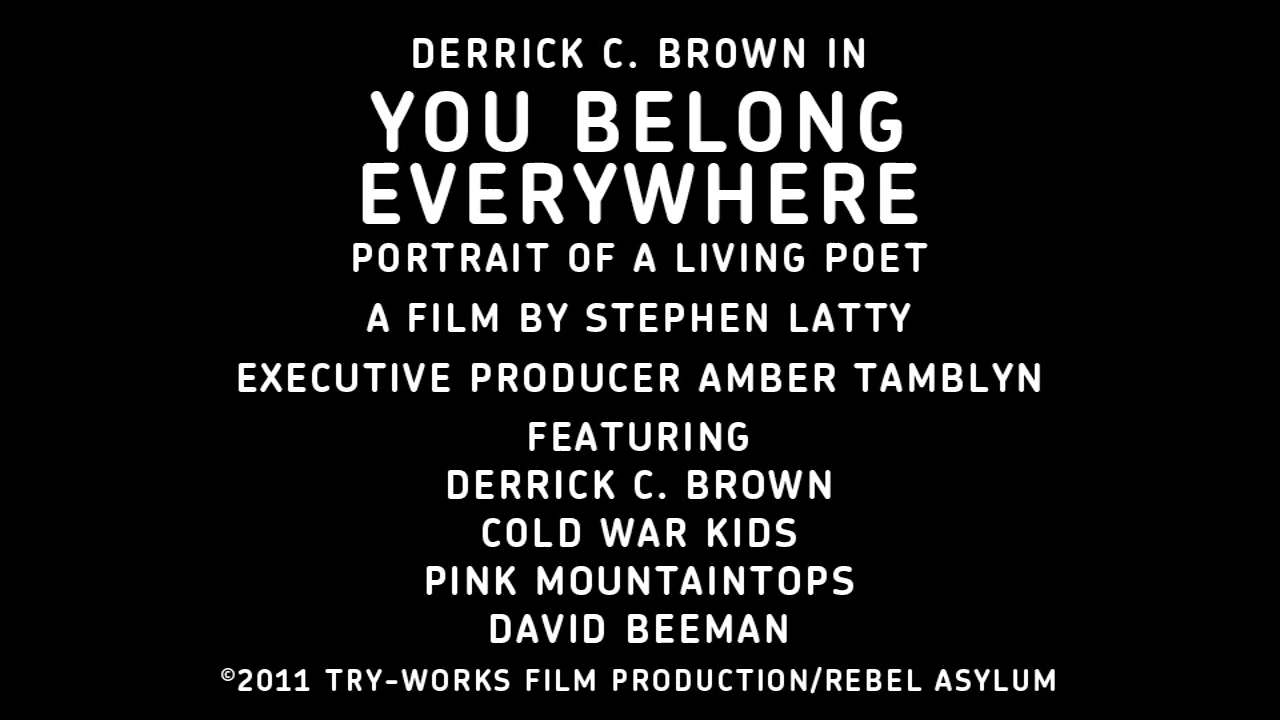 DERRICK C. BROWN IN
YOU BELONG
EVERYWHERE
PORTRAIT OF A LIVING POET
A FILM BY STEPHEN LATTY
EXECUTIVE PRODUCER AMBER TAMBLYN
FEATURING
DERRICK C. BROWN
COLD WAR KIDS
PINK MOUNTAINTOPS
DAVID BEEMAN
©2011 TRY-WORKS FILM PRODUCTION/REBEL ASYLUM